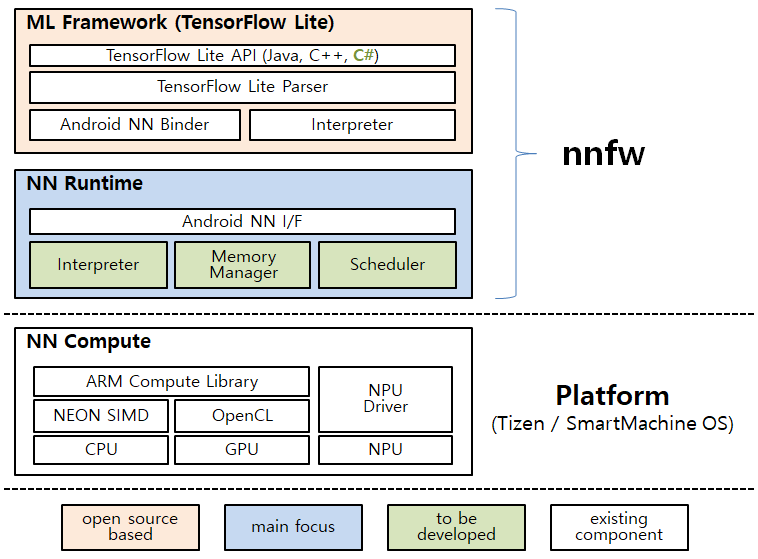 ML Framework (TensorFlow Lite)
TensorFlow Lite API (Java, C++, C#)
TensorFlow Lite Parser
Android NN Binder
Interpreter
nnfw
NN Runtime
Android NN I/F
Interpreter
Memory
Manager
Scheduler
NN Compute
ARM Compute Library
NPU
Driver
NEON SIMD
OpenCL
CPU
GPU
NPU
Platform
(Tizen / SmartMachine OS)
open source
based
main focus
to be
developed
existing
component